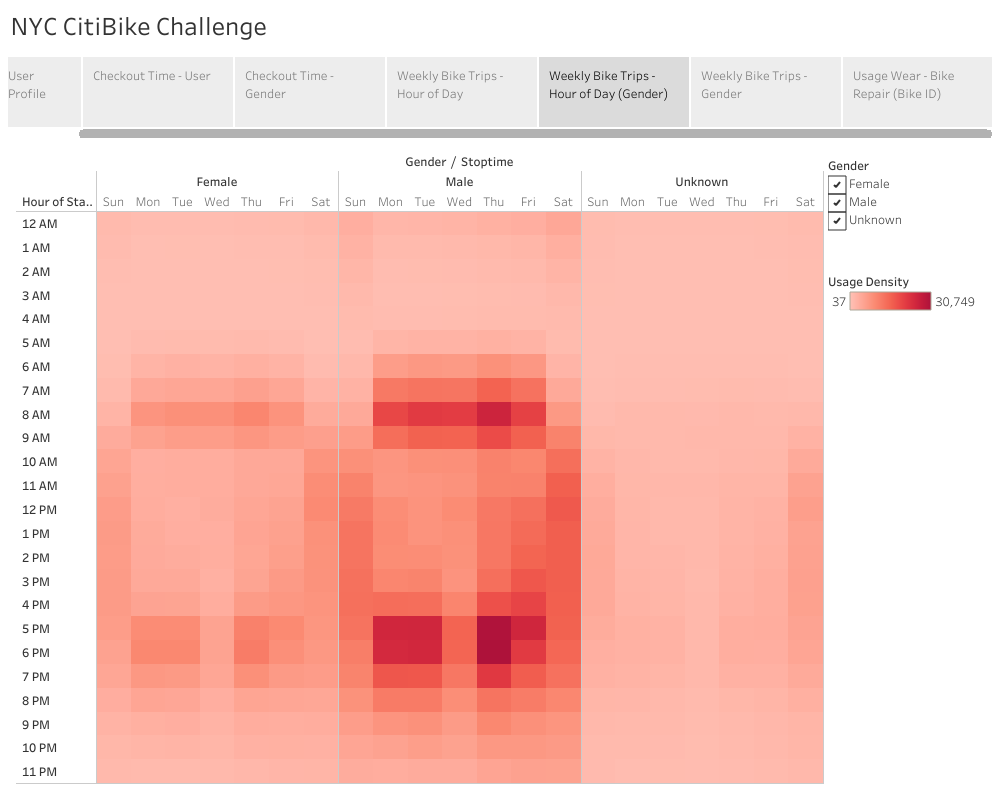 NYC CitiBike Challenge
User
Profile
Checkout Time - User
Checkout Time -
Gender
Weekly Bike Trips -
Hour of Day
Weekly Bike Trips -
Hour of Day (Gender)
Weekly Bike Trips -
Gender
Usage Wear - Bike
Repair (Bike ID)
Gender / Stoptime
Female Male Unknown
Hour of Sta.. Sun Mon Tue Wed Thu Fri Sat Sun Mon Tue Wed Thu Fri Sat Sun Mon Tue Wed Thu Fri Sat
12 AM
1 AM
2 AM
3 AM
4 AM
5 AM
6 AM
7 AM
8 AM
9 AM
10 AM
11 AM
12 PM
1 PM
2 PM
3 PM
4 PM
5 PM
6 PM
7 PM
8 PM
9 PM
10 PM
11 PM
Gender
Female
Male
Unknown
Usage Density
37 30,749